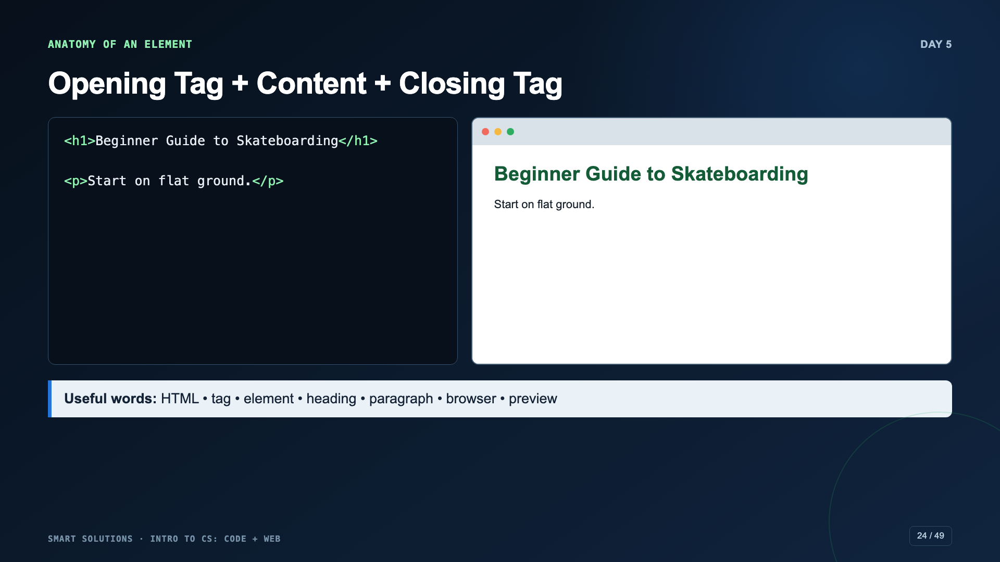 ANATOMY OF AN ELEMENT
DAY 5
Opening Tag + Content + Closing Tag
<h1>Beginner Guide to Skateboarding</h1>
<p>Start on flat ground.</p>
Beginner Guide to Skateboarding
Start on flat ground.
Useful words: HTML • tag • element • heading • paragraph • browser • preview
SMART SOLUTIONS · INTRO TO CS: CODE + WEB
24 / 49